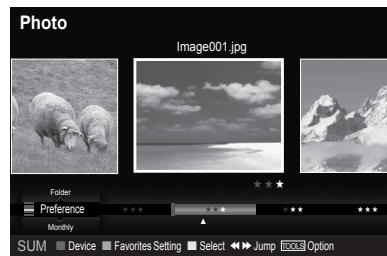 Photo
Image001.jpg
Folder
Preference
Monthly
SUM Device Favorites Setting Select Jump TOOLS Option